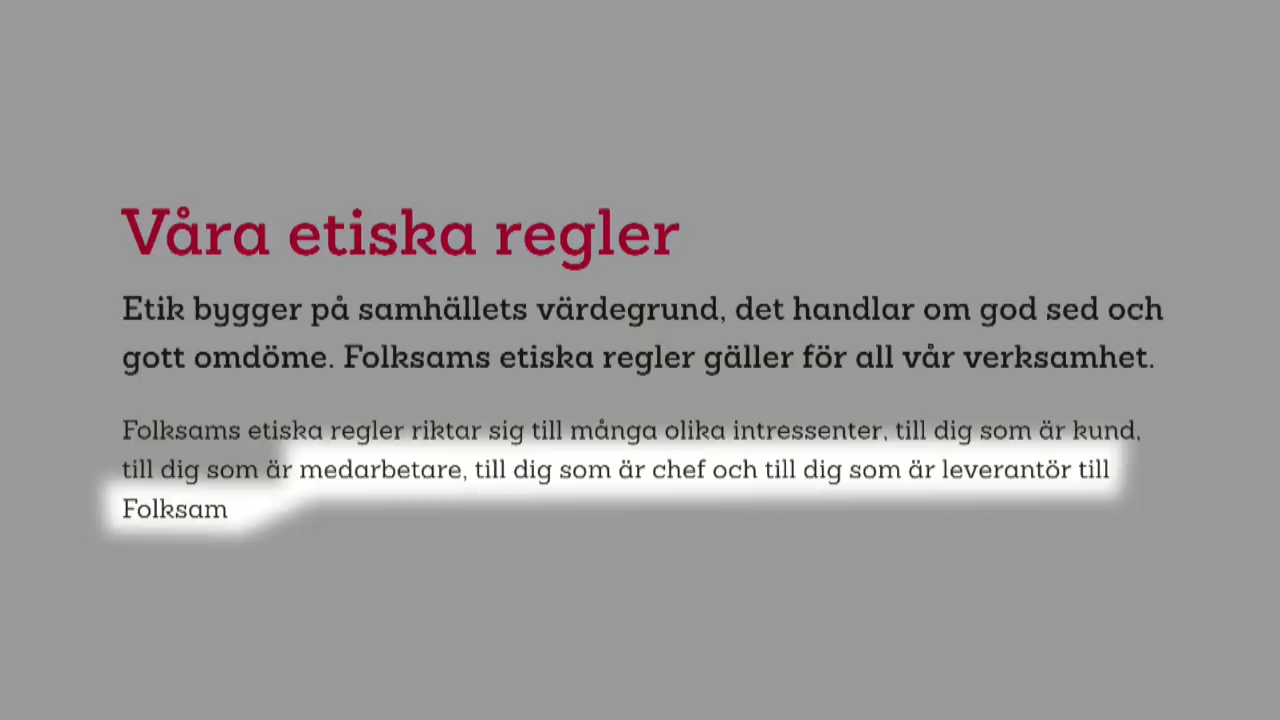 Våra etiska regler
Etik bygger på samhällets värdegrund, det handlar om god sed och
gott omdöme. Folksams etiska regler gäller för all vår verksamhet.
Folksams etiska regler riktar sig till många olika intressenter, till dig som är kund,
till dig som är medarbetare, till dig som är chef och till dig som är leverantör till
Folksam